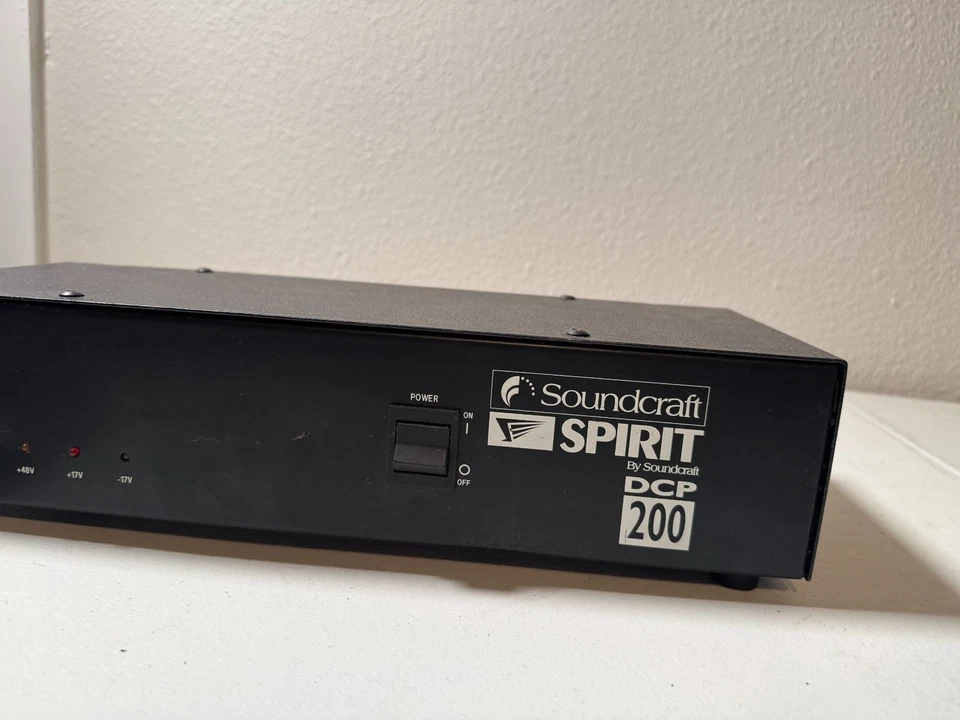 +48V
+17V
-17V
POWER
ON
I
O
OFF
Soundcraft
SPIRIT
By Soundcraft
DCP
200